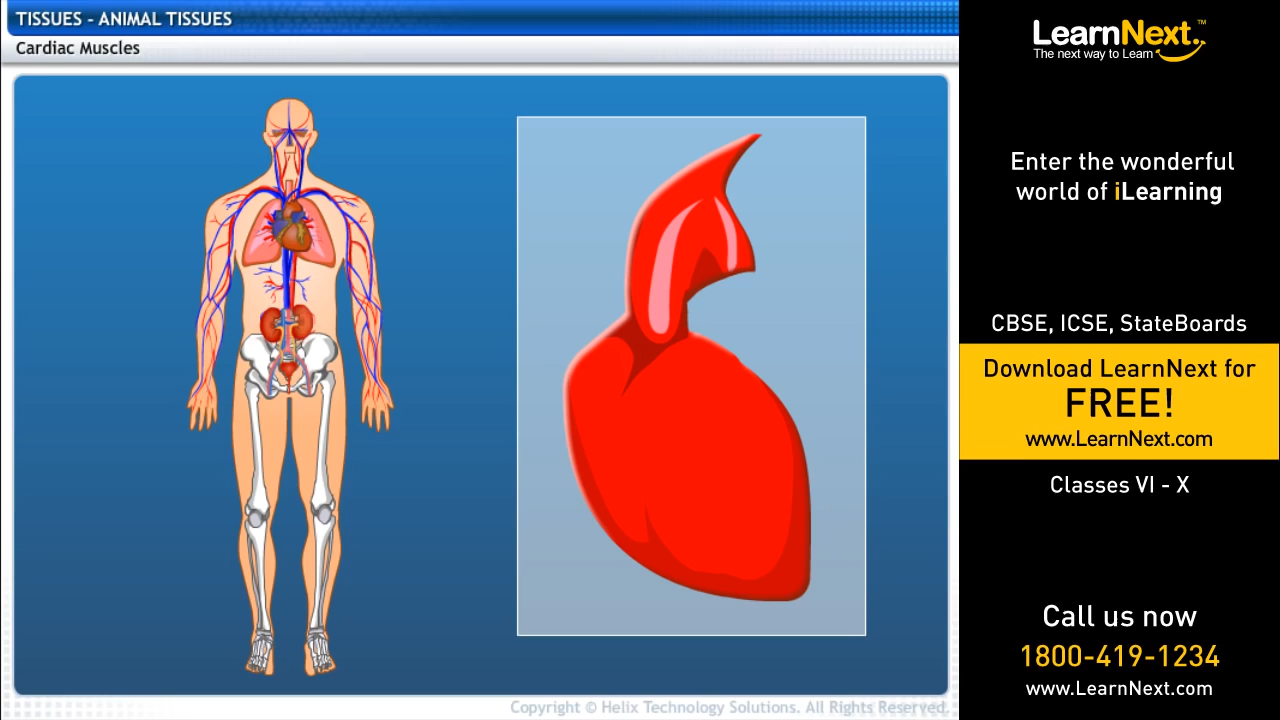 TISSUES - ANIMAL TISSUES
Cardiac Muscles
Copyright © Helix Technology Solutions. All Rights Reserved.
LearnNext.™
The next way to Learn
Enter the wonderful
world of iLearning
CBSE, ICSE, StateBoards
Download LearnNext for
FREE!
www.LearnNext.com
Classes VI - X
Call us now
1800-419-1234
www.LearnNext.com